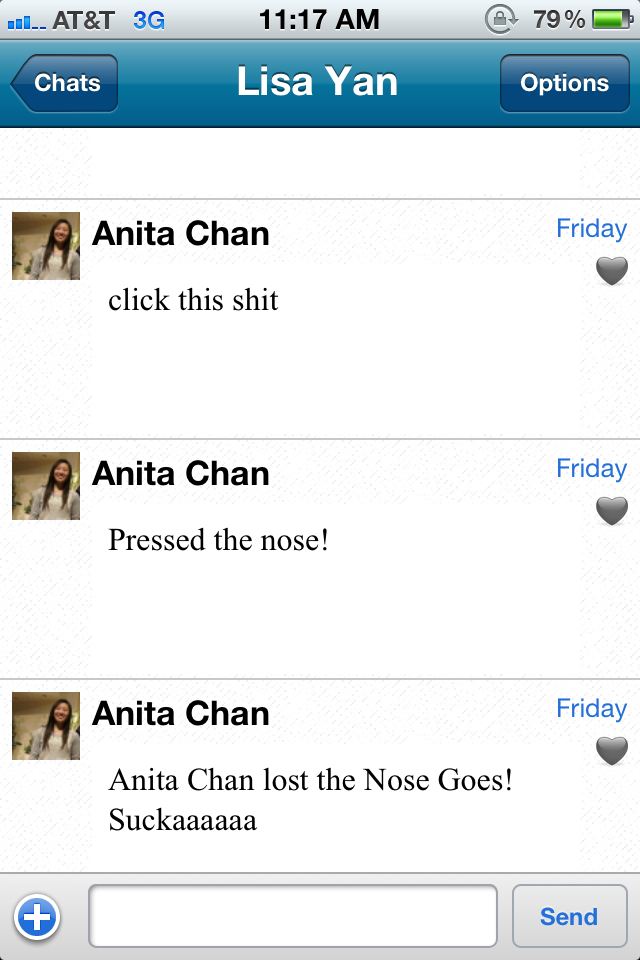 AT&T 3G 11:17 AM 79%
Chats Lisa Yan Options
Anita Chan Friday
click this shit
Anita Chan Friday
Pressed the nose!
Anita Chan Friday
Anita Chan lost the Nose Goes!
Suckaaaaaa
Send